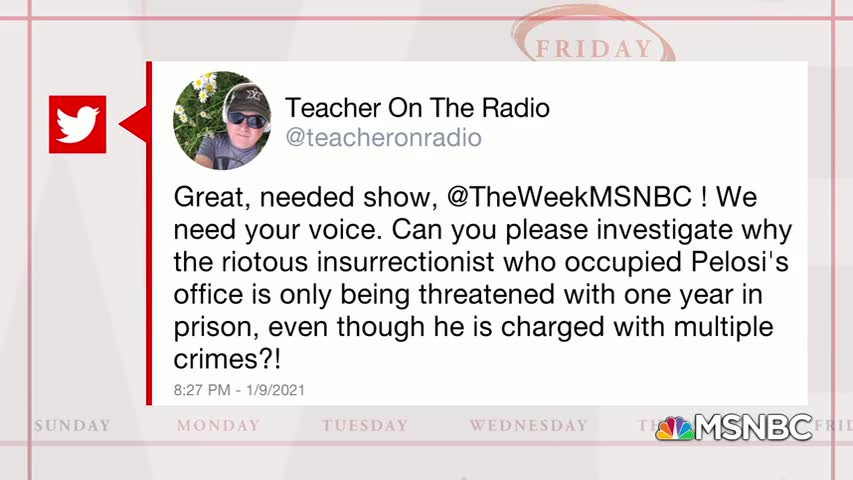 FRIDAY
Teacher On The Radio
@teacheronradio
Great, needed show, @TheWeekMSNBC ! We
need your voice. Can you please investigate why
the riotous insurrectionist who occupied Pelosi's
office is only being threatened with one year in
prison, even though he is charged with multiple
crimes?!
8:27 PM - 1/9/2021
SUNDAY MONDAY TUESDAY WEDNESDAY TH FRI
MSNBC